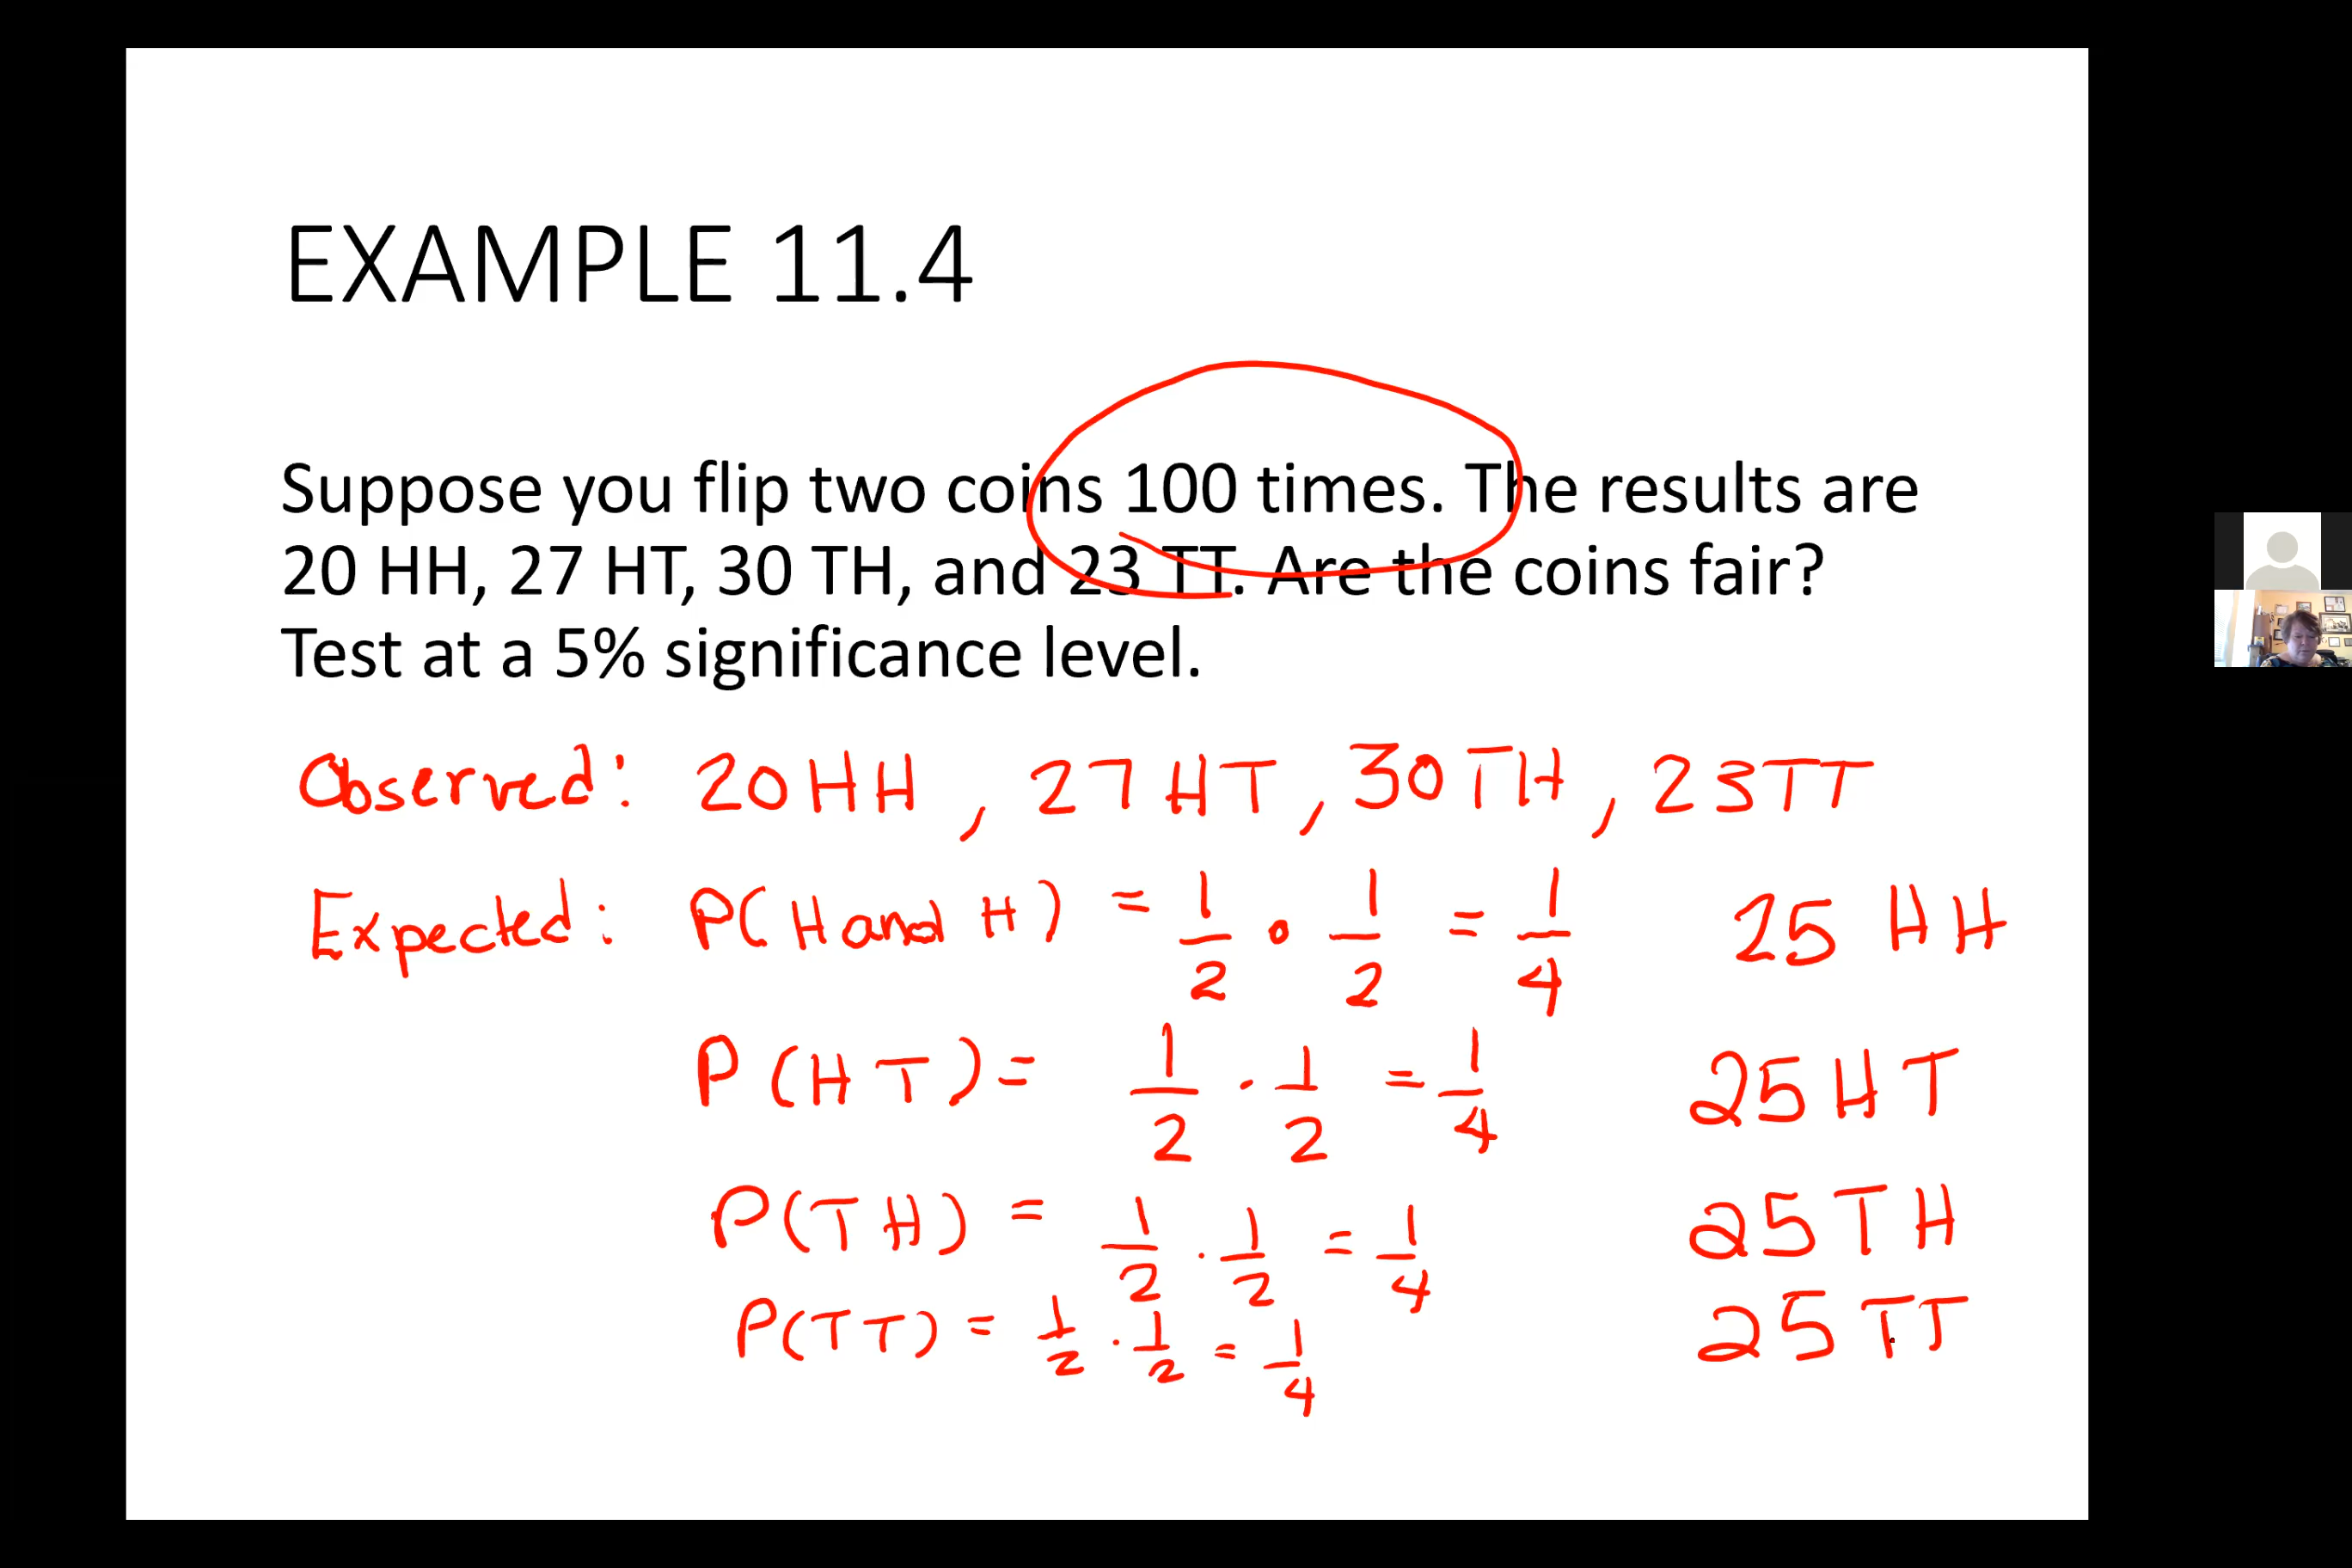 EXAMPLE 11.4
Suppose you flip two coins 100 times. The results are
20 HH, 27 HT, 30 TH, and 23 TT. Are the coins fair?
Test at a 5% significance level.
Observed: 20 HH, 27 HT, 30 TH, 23 TT
Expected: P(H and H) = 1/2 · 1/2 = 1/4 25 HH
P(HT) = 1/2 · 1/2 = 1/4 25 HT
P(TH) = 1/2 · 1/2 = 1/4 25 TH
P(TT) = 1/2 · 1/2 = 1/4 25 TT